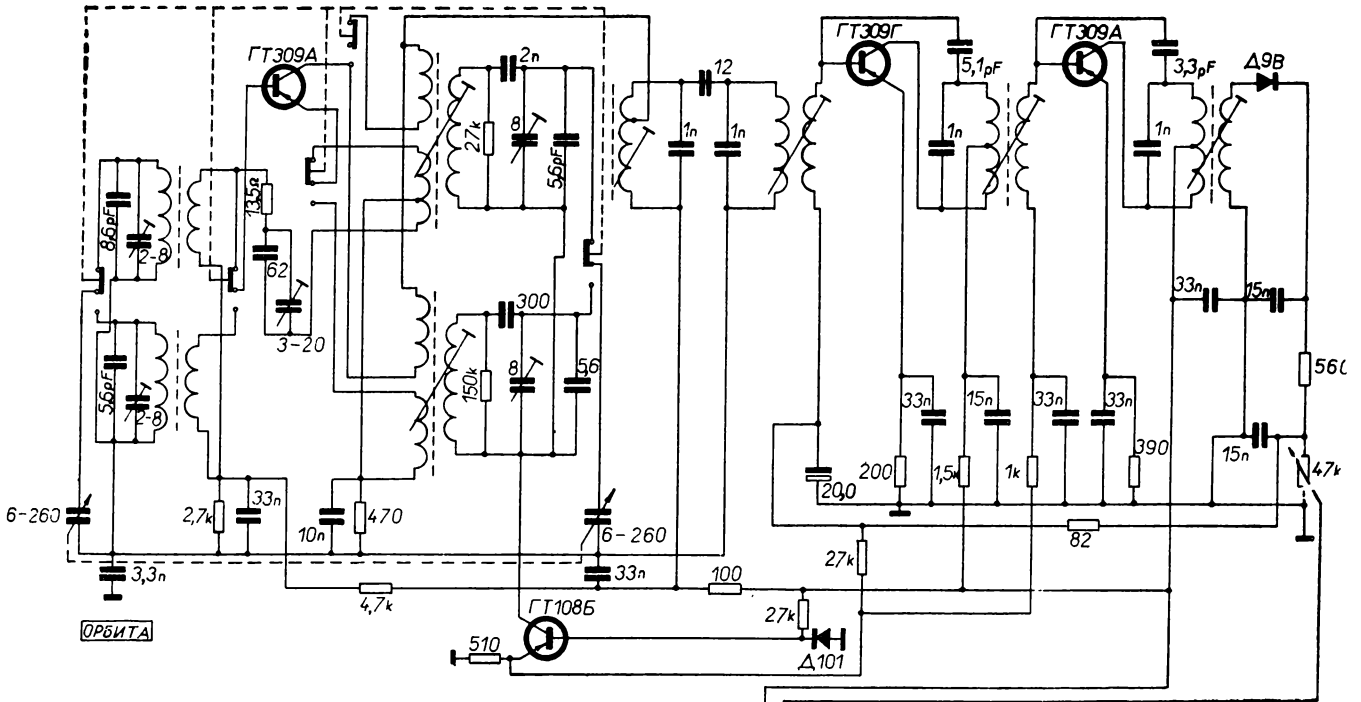 ГТ309А
2n
27k
8
5,6pF
12
1n
1n
ГТ309Г
5,1pF
1n
ГТ309А
3,3pF
1n
Д9В
8,6pF
2-8
13,5Ω
62
3-20
300
150k
8
5,6
5,6pF
2-8
33n
15n
560
33n
15n
33n
33n
390
15n
47k
200
1,5k
1k
20,0
6-260
2,7k
33n
10n
470
6-260
82
3,3n
33n
27k
4,7k
100
27k
ГТ108Б
510
Д101
ОРБИТА